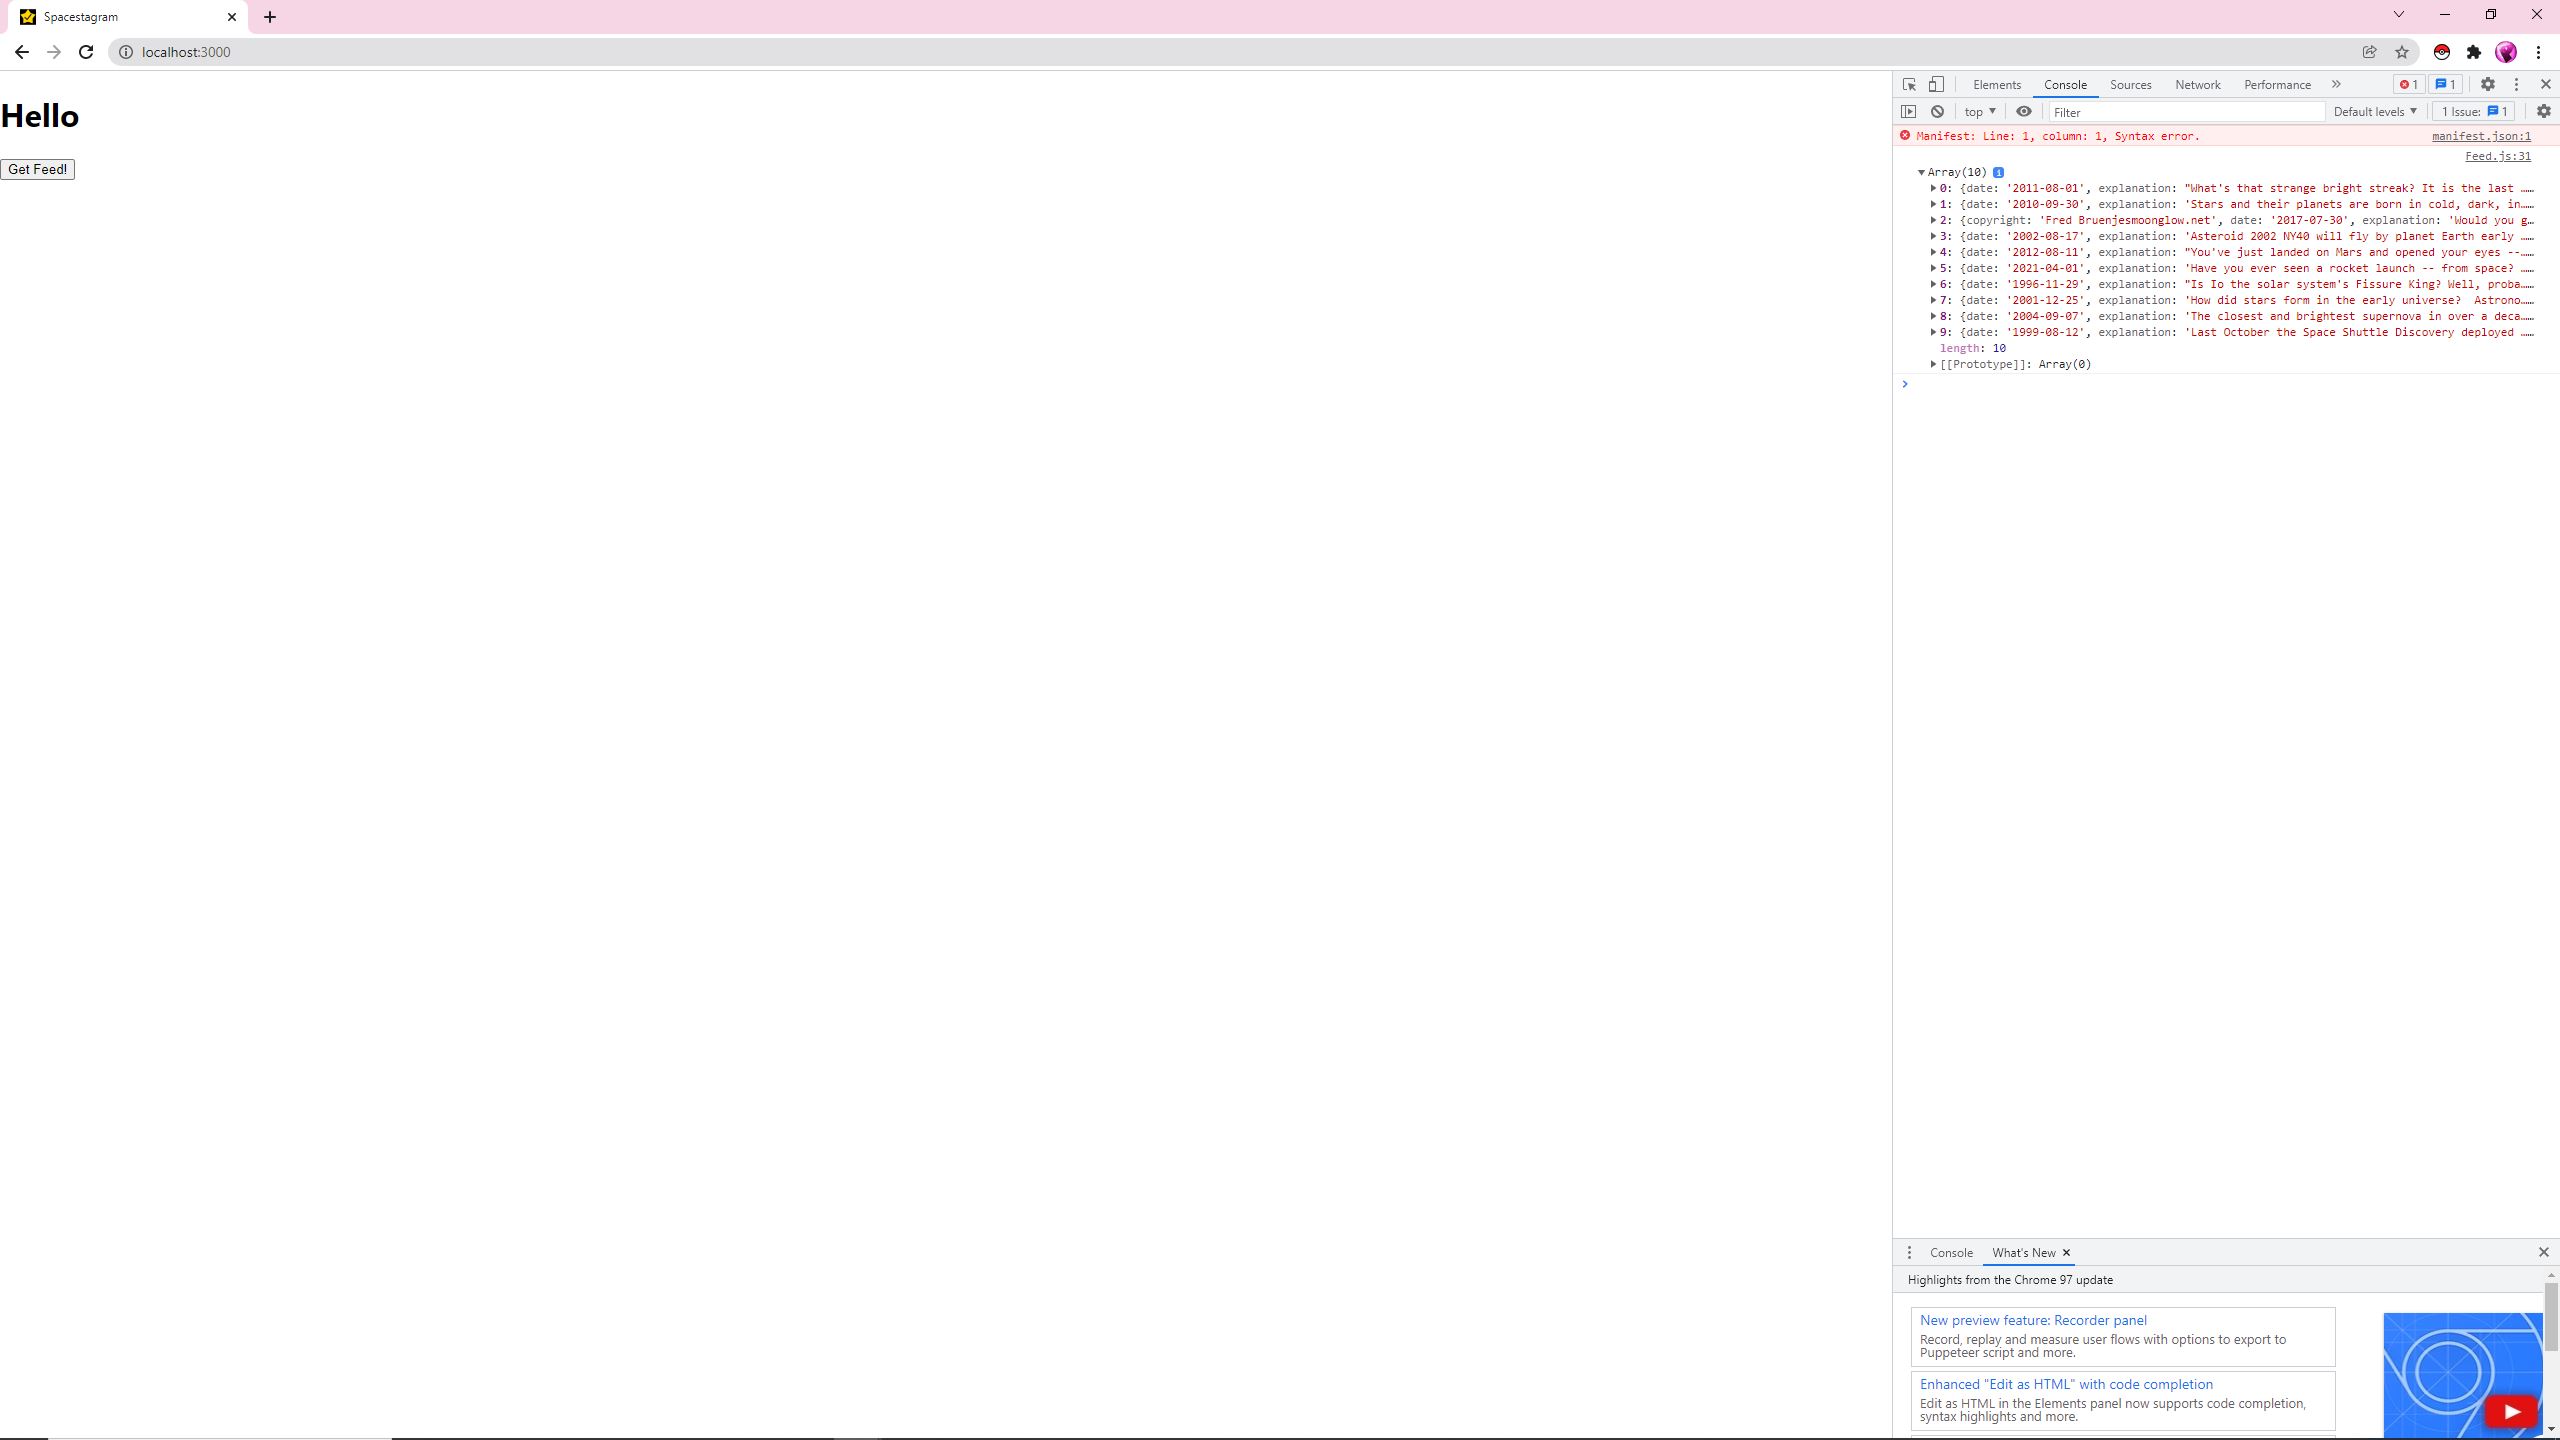 Spacestagram
localhost:3000
Hello
Get Feed!
Elements Console Sources Network Performance 1 1
top Filter Default levels 1 Issue: 1
Manifest: Line: 1, column: 1, Syntax error. manifest.json:1
Feed.js:31
Array(10) i
0: {date: '2011-08-01', explanation: "What's that strange bright streak? It is the last ……
1: {date: '2010-09-30', explanation: 'Stars and their planets are born in cold, dark, in……
2: {copyright: 'Fred Bruenjesmoonglow.net', date: '2017-07-30', explanation: 'Would you g…
3: {date: '2002-08-17', explanation: 'Asteroid 2002 NY40 will fly by planet Earth early ……
4: {date: '2012-08-11', explanation: "You've just landed on Mars and opened your eyes --……
5: {date: '2021-04-01', explanation: 'Have you ever seen a rocket launch -- from space? ……
6: {date: '1996-11-29', explanation: "Is Io the solar system's Fissure King? Well, proba……
7: {date: '2001-12-25', explanation: 'How did stars form in the early universe?  Astrono……
8: {date: '2004-09-07', explanation: 'The closest and brightest supernova in over a deca……
9: {date: '1999-08-12', explanation: 'Last October the Space Shuttle Discovery deployed ……
length: 10
[[Prototype]]: Array(0)
Console What's New
Highlights from the Chrome 97 update
New preview feature: Recorder panel
Record, replay and measure user flows with options to export to
Puppeteer script and more.
Enhanced "Edit as HTML" with code completion
Edit as HTML in the Elements panel now supports code completion,
syntax highlights and more.